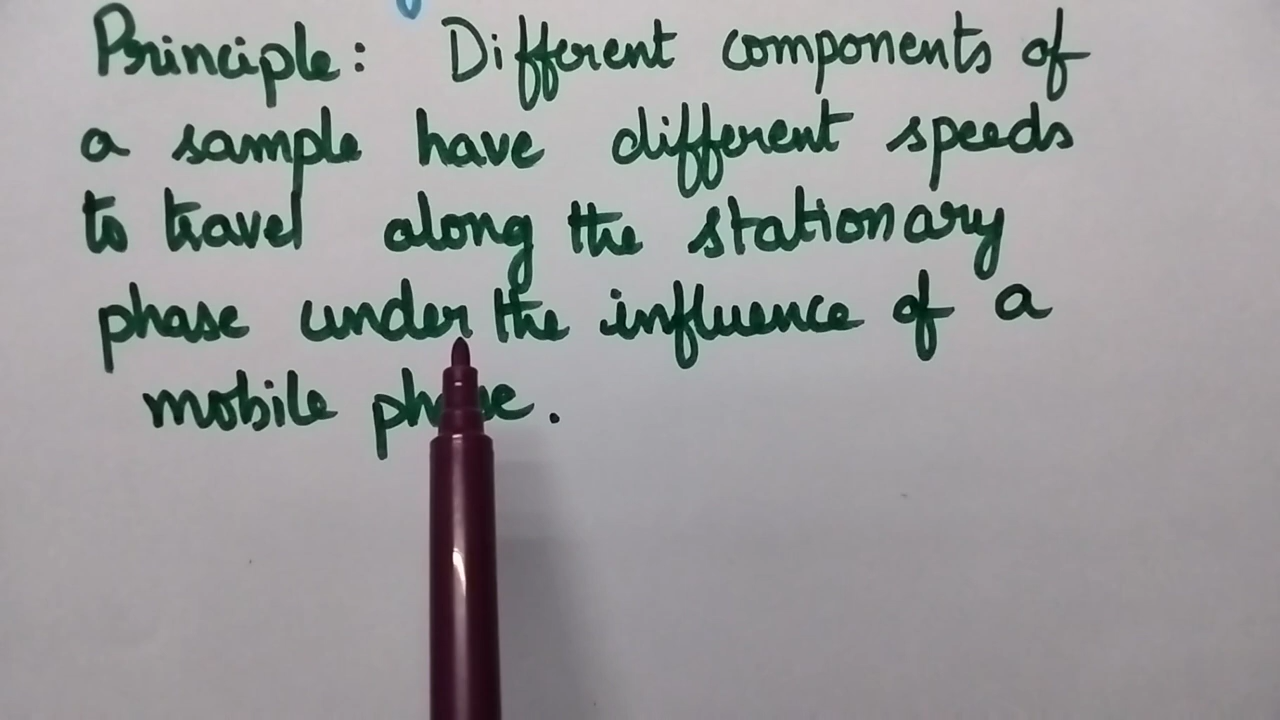 Principle: Different components of
a sample have different speeds
to travel along the stationary
phase under the influence of a
mobile phase.